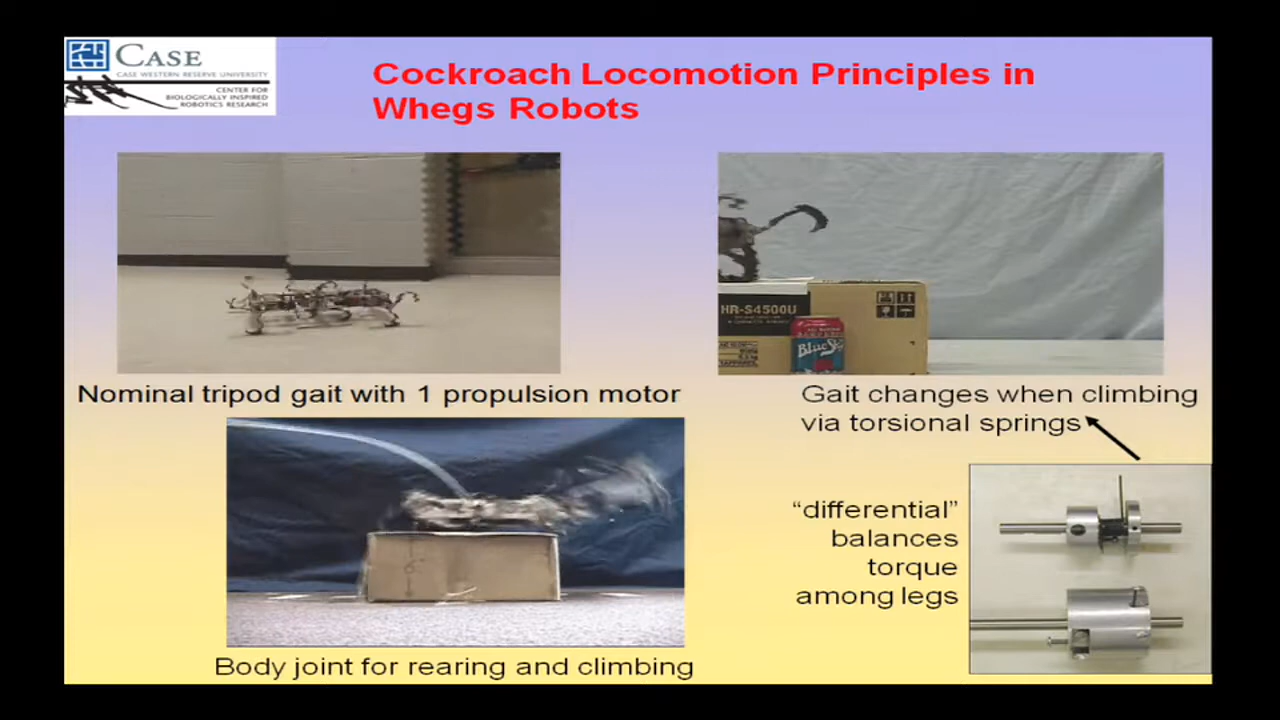 CASE
CASE WESTERN RESERVE UNIVERSITY
CENTER FOR
BIOLOGICALLY INSPIRED
ROBOTICS RESEARCH
Cockroach Locomotion Principles in
Whegs Robots
HR-S4500U
Blue Sky
Nominal tripod gait with 1 propulsion motor
Gait changes when climbing
via torsional springs
"differential"
balances
torque
among legs
Body joint for rearing and climbing